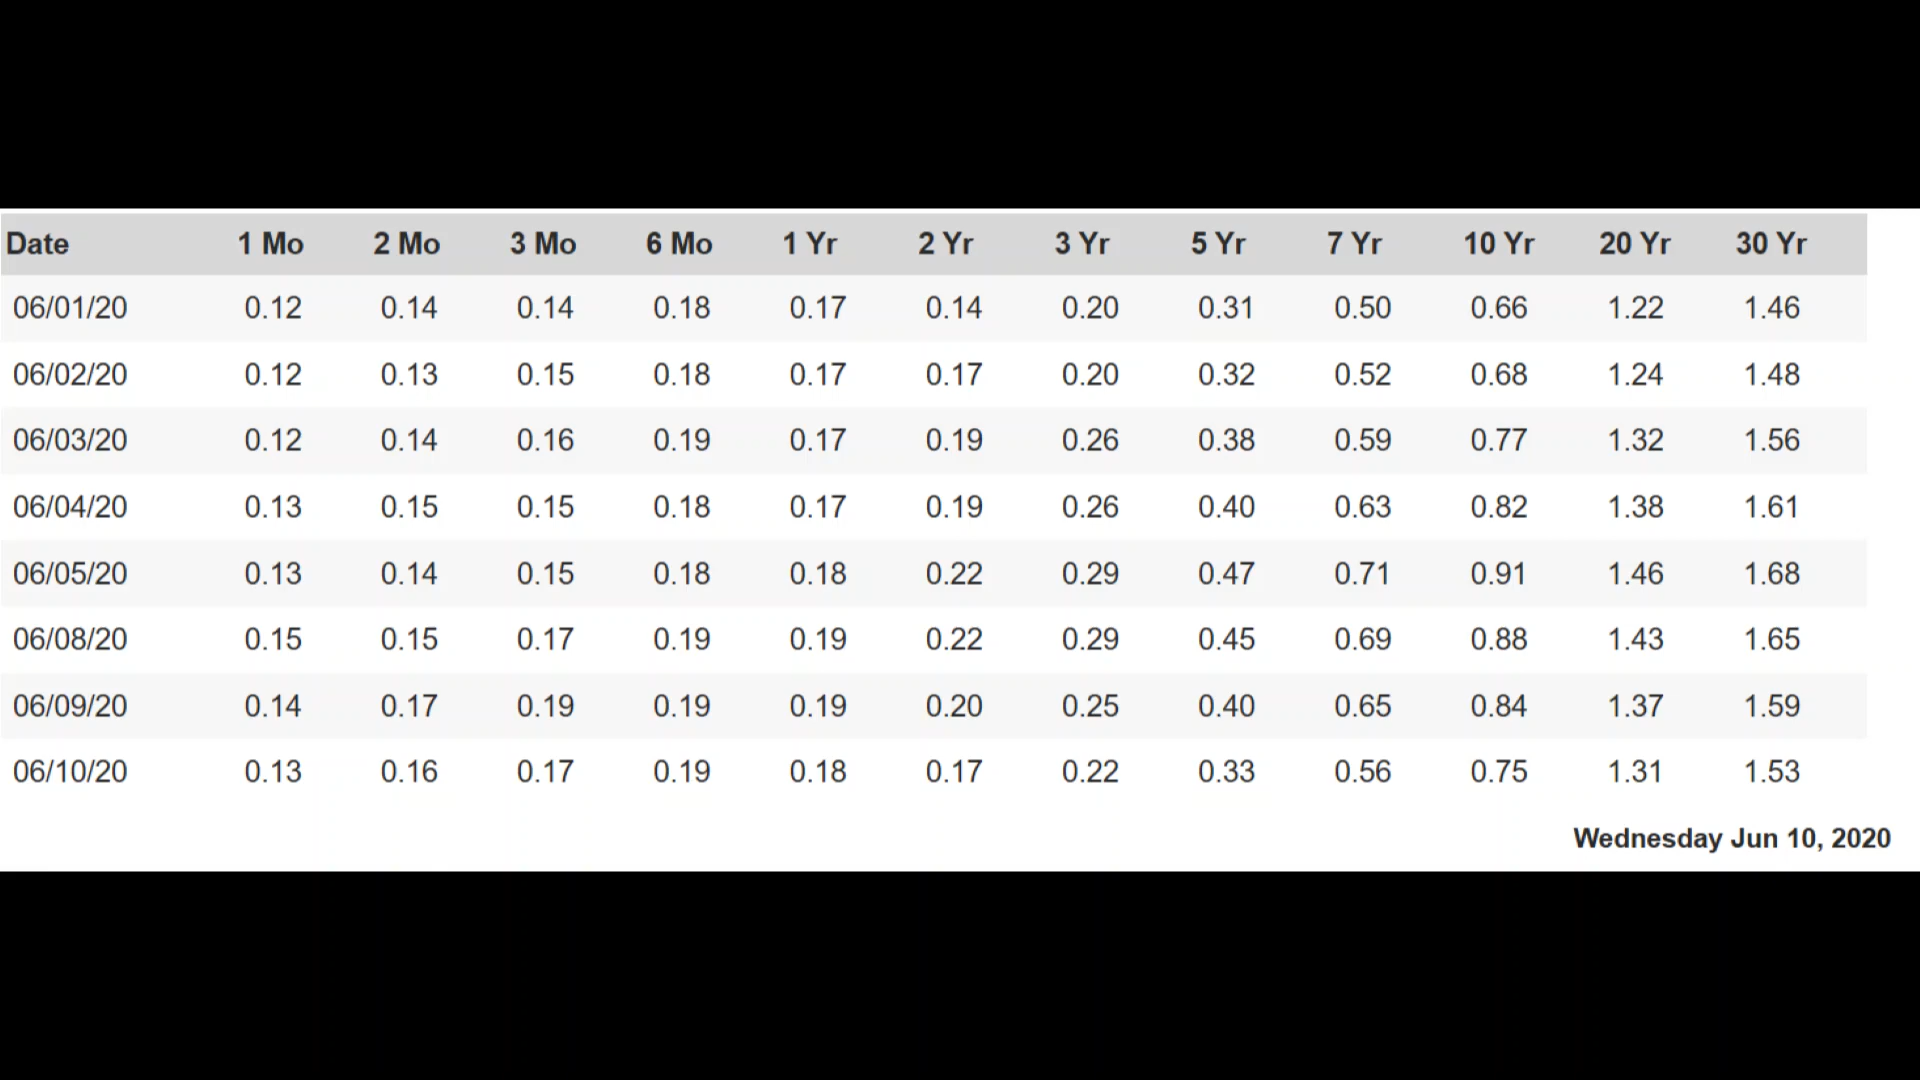 Date 1 Mo 2 Mo 3 Mo 6 Mo 1 Yr 2 Yr 3 Yr 5 Yr 7 Yr 10 Yr 20 Yr 30 Yr
06/01/20 0.12 0.14 0.14 0.18 0.17 0.14 0.20 0.31 0.50 0.66 1.22 1.46
06/02/20 0.12 0.13 0.15 0.18 0.17 0.17 0.20 0.32 0.52 0.68 1.24 1.48
06/03/20 0.12 0.14 0.16 0.19 0.17 0.19 0.26 0.38 0.59 0.77 1.32 1.56
06/04/20 0.13 0.15 0.15 0.18 0.17 0.19 0.26 0.40 0.63 0.82 1.38 1.61
06/05/20 0.13 0.14 0.15 0.18 0.18 0.22 0.29 0.47 0.71 0.91 1.46 1.68
06/08/20 0.15 0.15 0.17 0.19 0.19 0.22 0.29 0.45 0.69 0.88 1.43 1.65
06/09/20 0.14 0.17 0.19 0.19 0.19 0.20 0.25 0.40 0.65 0.84 1.37 1.59
06/10/20 0.13 0.16 0.17 0.19 0.18 0.17 0.22 0.33 0.56 0.75 1.31 1.53
Wednesday Jun 10, 2020